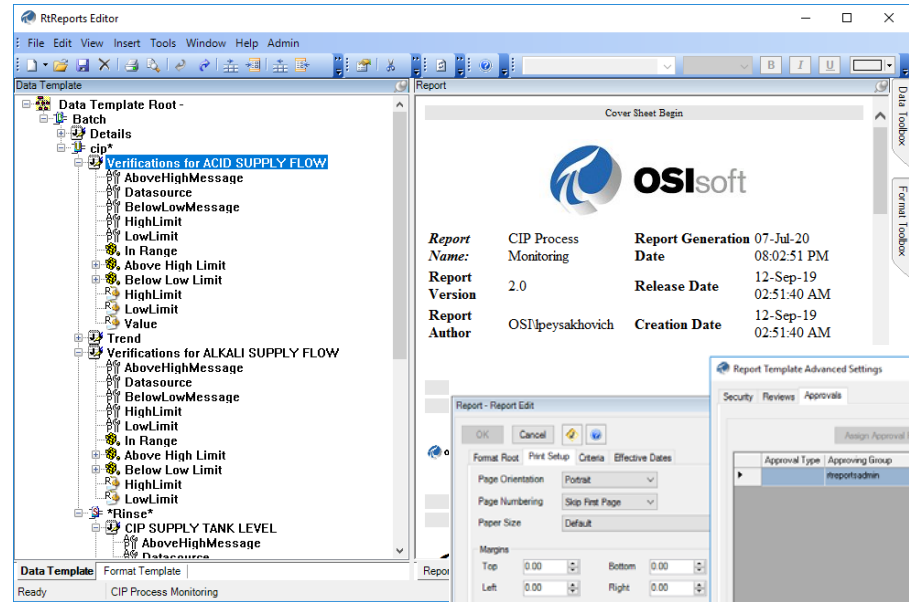 RtReports Editor
File Edit View Insert Tools Window Help Admin
B I U
Data Template
Report
Data Template Root -
Batch
Details
cip*
Verifications for ACID SUPPLY FLOW
AboveHighMessage
Datasource
BelowLowMessage
HighLimit
LowLimit
In Range
Above High Limit
Below Low Limit
HighLimit
LowLimit
Value
Trend
Verifications for ALKALI SUPPLY FLOW
AboveHighMessage
Datasource
BelowLowMessage
HighLimit
LowLimit
In Range
Above High Limit
Below Low Limit
HighLimit
LowLimit
*Rinse*
CIP SUPPLY TANK LEVEL
AboveHighMessage
Datasource
Data Template Format Template
Ready CIP Process Monitoring
Cover Sheet Begin
OSIsoft
Report Name: CIP Process Monitoring Report Generation Date 07-Jul-20 08:02:51 PM
Report Version 2.0 Release Date 12-Sep-19 02:51:40 AM
Report Author OSI\lpeysakhovich Creation Date 12-Sep-19 02:51:40 AM
Data Toolbox
Format Toolbox
Report - Report Edit
OK Cancel
Format Root Print Setup Criteria Effective Dates
Page Orientation Portrait
Page Numbering Skip First Page
Paper Size Default
Margins
Top 0.00 Bottom 0.00
Left 0.00 Right 0.00
Report Template Advanced Settings
Security Reviews Approvals
Assign Approval
Approval Type Approving Group
rtreportsadmin